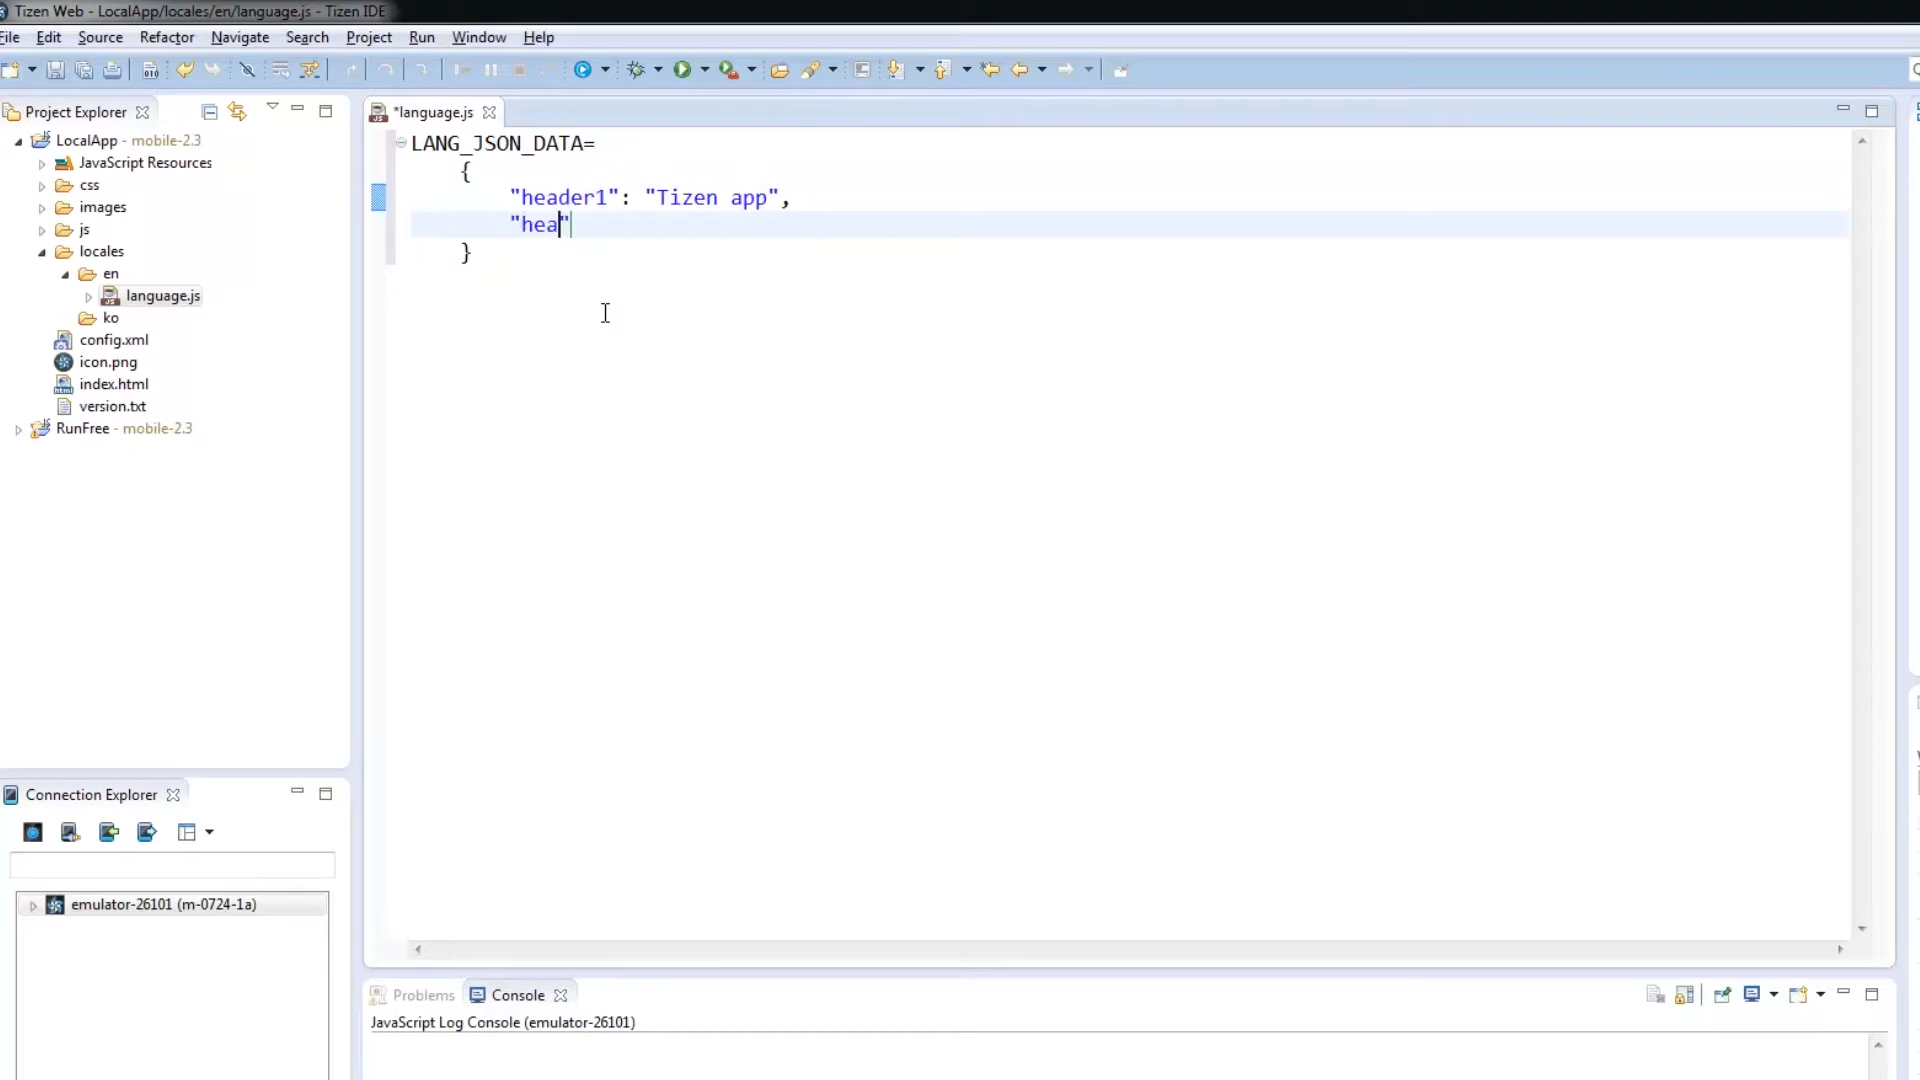 Tizen Web - LocalApp/locales/en/language.js - Tizen IDE
File Edit Source Refactor Navigate Search Project Run Window Help
Project Explorer
*language.js
LocalApp - mobile-2.3
JavaScript Resources
css
images
js
locales
en
language.js
ko
config.xml
icon.png
index.html
version.txt
RunFree - mobile-2.3
LANG_JSON_DATA=
{
"header1": "Tizen app",
"hea"
}
Connection Explorer
emulator-26101 (m-0724-1a)
Problems Console
JavaScript Log Console (emulator-26101)